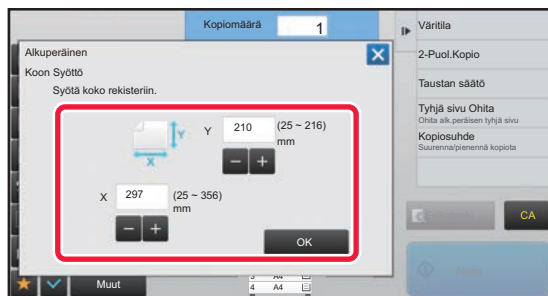 Kopiomäärä 1
Väritila
2-Puol.Kopio
Taustan säätö
Tyhjä sivu Ohita
Ohita alk.peräisen tyhjä sivu
Kopiosuhde
Suurenna/pienennä kopiota
CA
Alkuperäinen
Koon Syöttö
Syötä koko rekisteriin.
Y 210 (25 ~ 216)
mm
Y
X
− +
X 297 (25 ~ 356)
mm
− +
OK
Muut
3 A4
4 A4